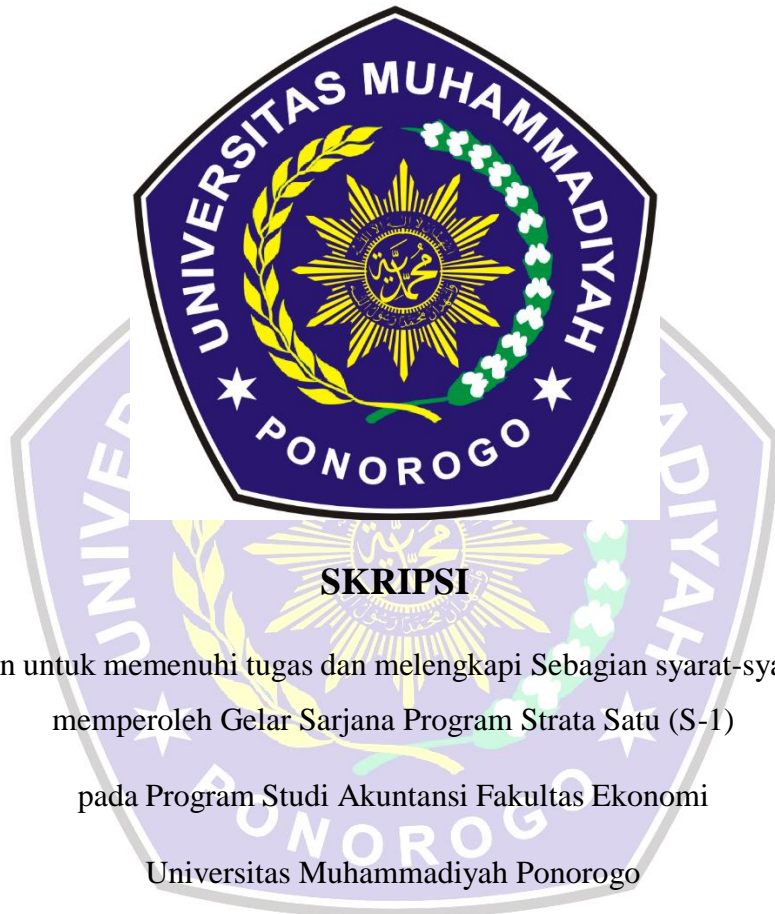 UNIVERSITAS MUHAMMADIYAH
محمدية
PONOROGO
SKRIPSI
n untuk memenuhi tugas dan melengkapi Sebagian syarat-sya
memperoleh Gelar Sarjana Program Strata Satu (S-1)
pada Program Studi Akuntansi Fakultas Ekonomi
Universitas Muhammadiyah Ponorogo